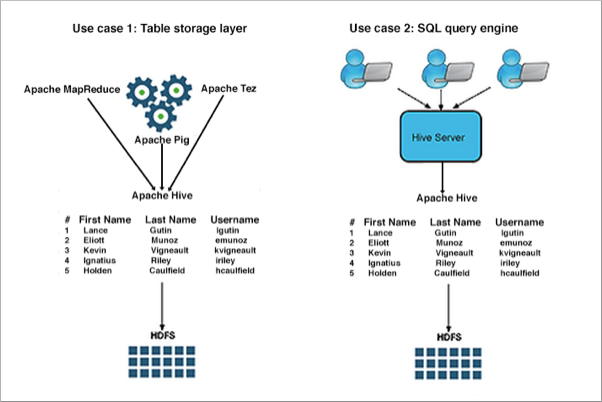 Use case 1: Table storage layer
Apache MapReduce
Apache Tez
Apache Pig
Apache Hive
# First Name Last Name Username
1 Lance Gutin lgutin
2 Eliott Munoz emunoz
3 Kevin Vigneault kvigneault
4 Ignatius Riley iriley
5 Holden Caulfield hcaulfield
HDFS
Use case 2: SQL query engine
Hive Server
Apache Hive
# First Name Last Name Username
1 Lance Gutin lgutin
2 Eliott Munoz emunoz
3 Kevin Vigneault kvigneault
4 Ignatius Riley iriley
5 Holden Caulfield hcaulfield
HDFS